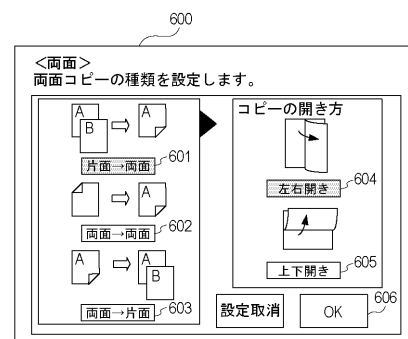 600
<両面>
両面コピーの種類を設定します。
A
B
A
片面→両面
601
A
両面→両面
602
A
A
B
両面→片面
603
コピーの開き方
左右開き
604
上下開き
605
設定取消
OK
606